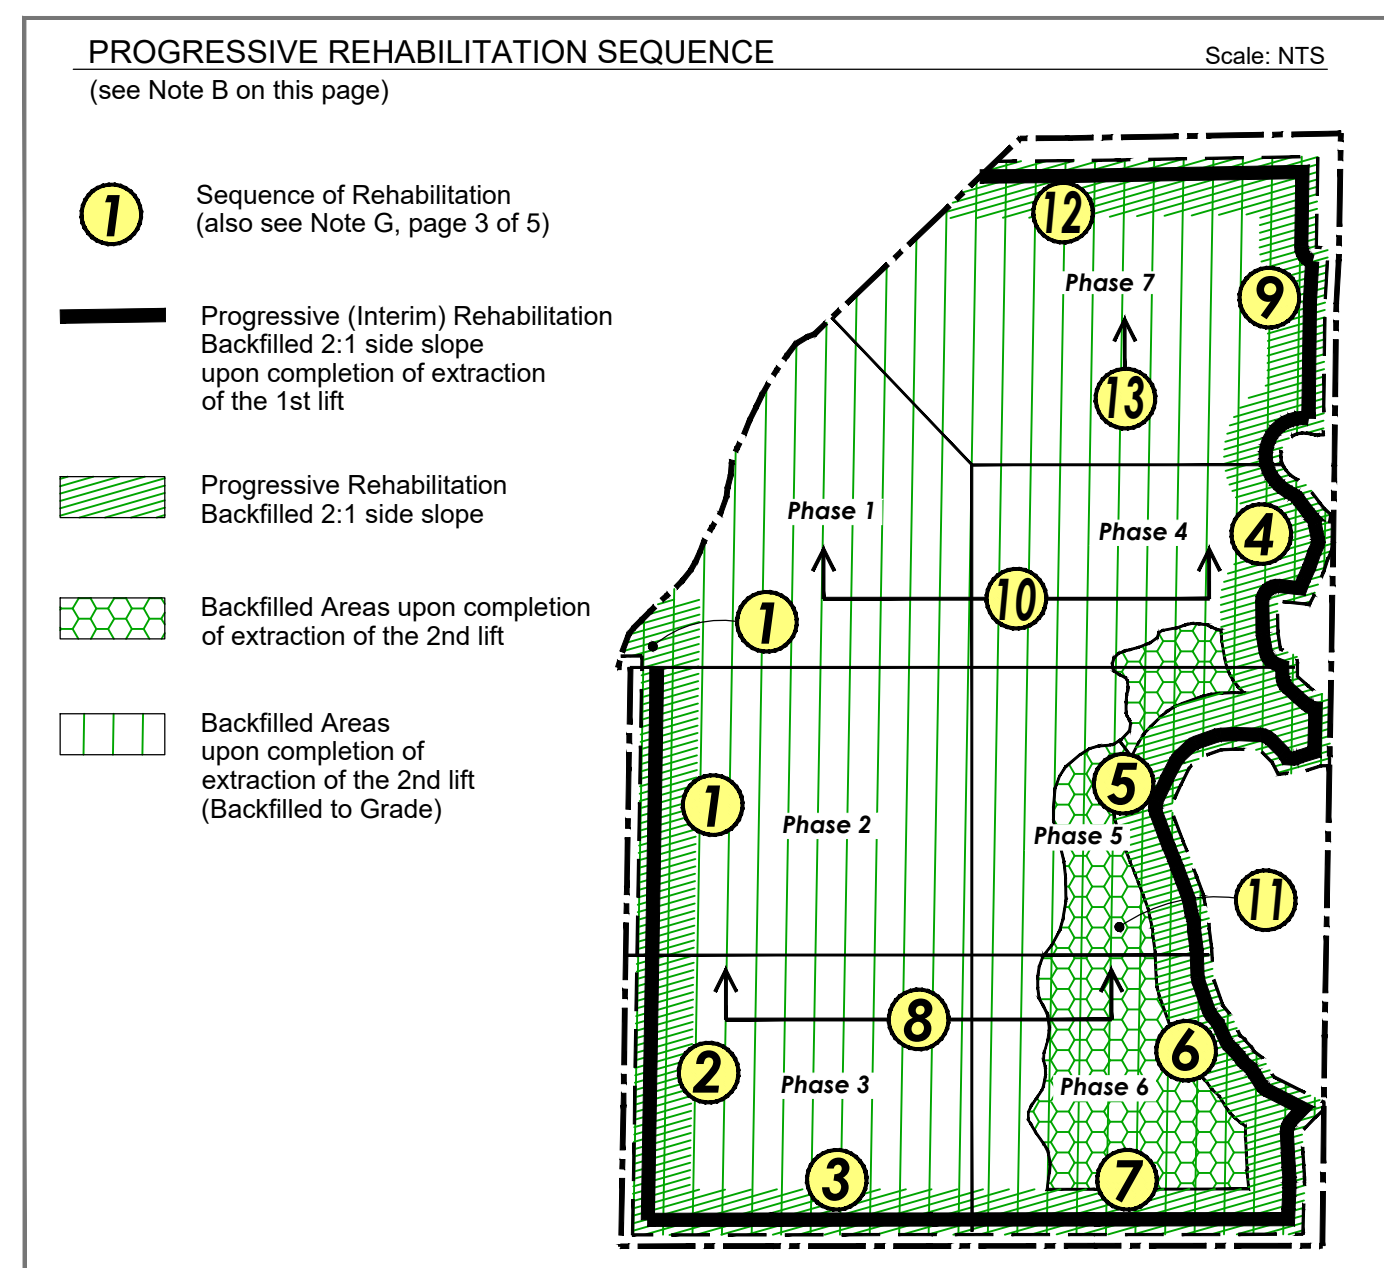 PROGRESSIVE REHABILITATION SEQUENCE
Scale: NTS
(see Note B on this page)
1
Sequence of Rehabilitation
(also see Note G, page 3 of 5)
Progressive (Interim) Rehabilitation
Backfilled 2:1 side slope
upon completion of extraction
of the 1st lift
Progressive Rehabilitation
Backfilled 2:1 side slope
Backfilled Areas upon completion
of extraction of the 2nd lift
Backfilled Areas
upon completion of
extraction of the 2nd lift
(Backfilled to Grade)
12
Phase 7
9
13
Phase 1
Phase 4
4
10
1
5
1
Phase 2
Phase 5
11
8
6
2
Phase 3
Phase 6
3
7